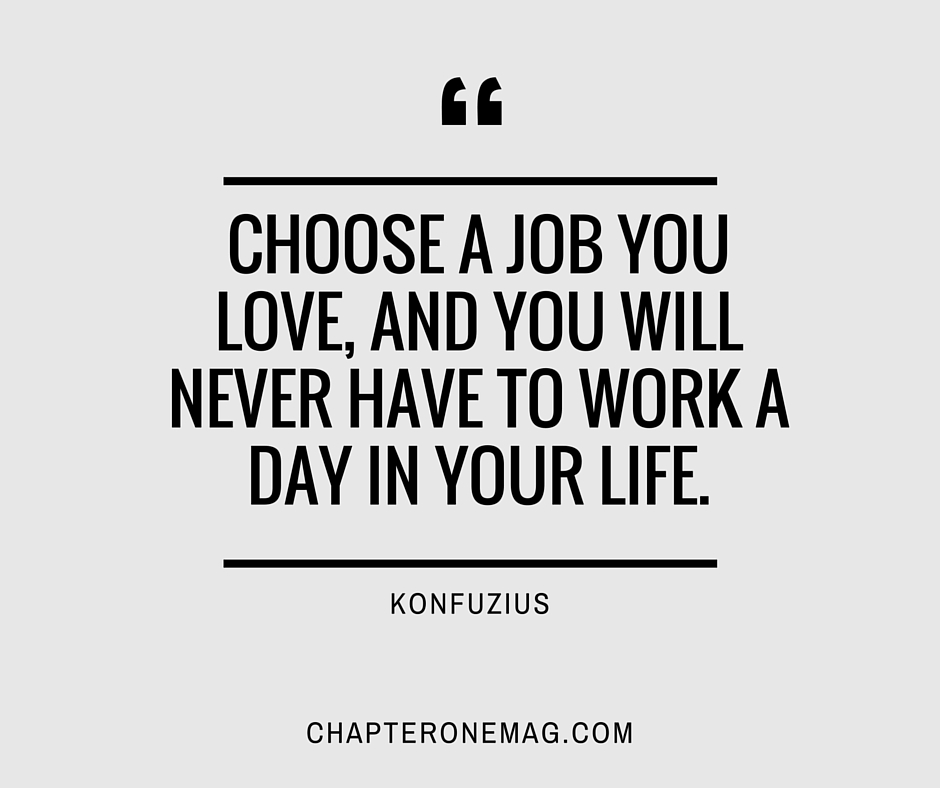 “
CHOOSE A JOB YOU
LOVE, AND YOU WILL
NEVER HAVE TO WORK A
DAY IN YOUR LIFE.
KONFUZIUS
CHAPTERONEMAG.COM